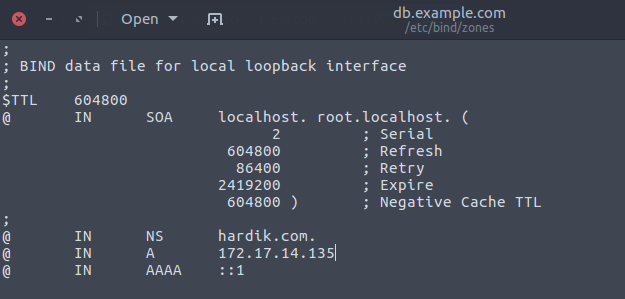 Open
db.example.com
/etc/bind/zones
;
; BIND data file for local loopback interface
;
$TTL    604800
@       IN      SOA     localhost. root.localhost. (
                              2         ; Serial
                         604800         ; Refresh
                          86400         ; Retry
                        2419200         ; Expire
                         604800 )       ; Negative Cache TTL
;
@       IN      NS      hardik.com.
@       IN      A       172.17.14.135
@       IN      AAAA    ::1